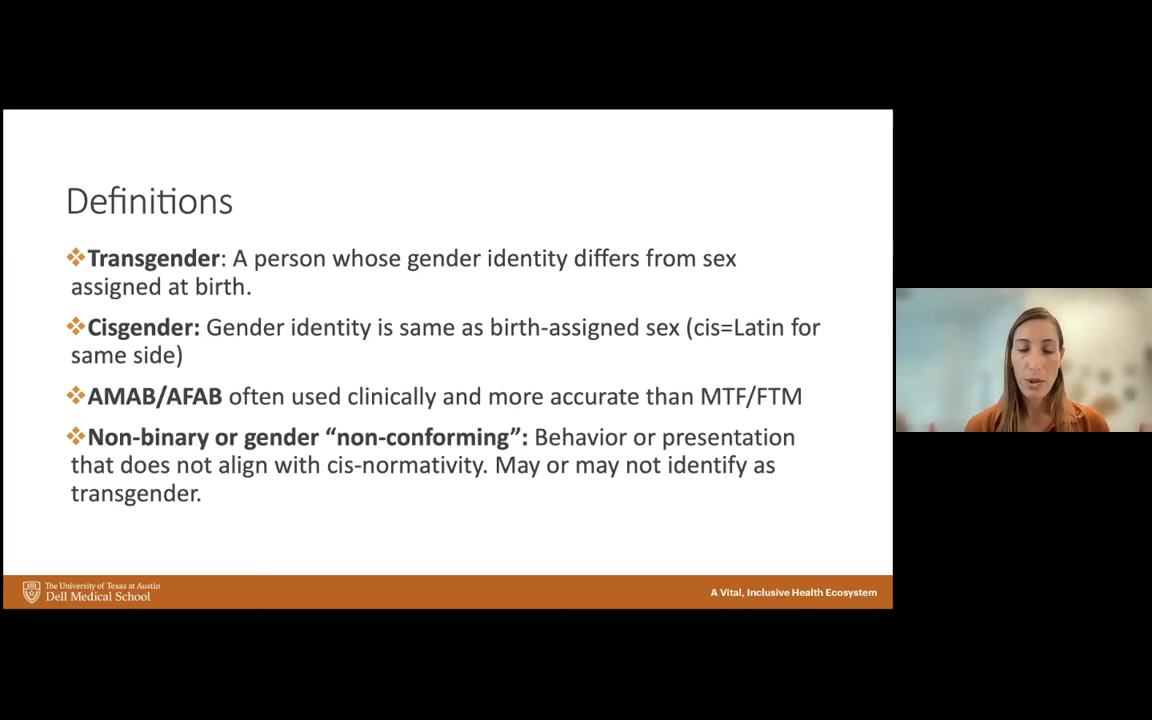 Definitions
❖Transgender: A person whose gender identity differs from sex
assigned at birth.
❖Cisgender: Gender identity is same as birth-assigned sex (cis=Latin for
same side)
❖AMAB/AFAB often used clinically and more accurate than MTF/FTM
❖Non-binary or gender “non-conforming”: Behavior or presentation
that does not align with cis-normativity. May or may not identify as
transgender.
The University of Texas at Austin
Dell Medical School
A Vital, Inclusive Health Ecosystem